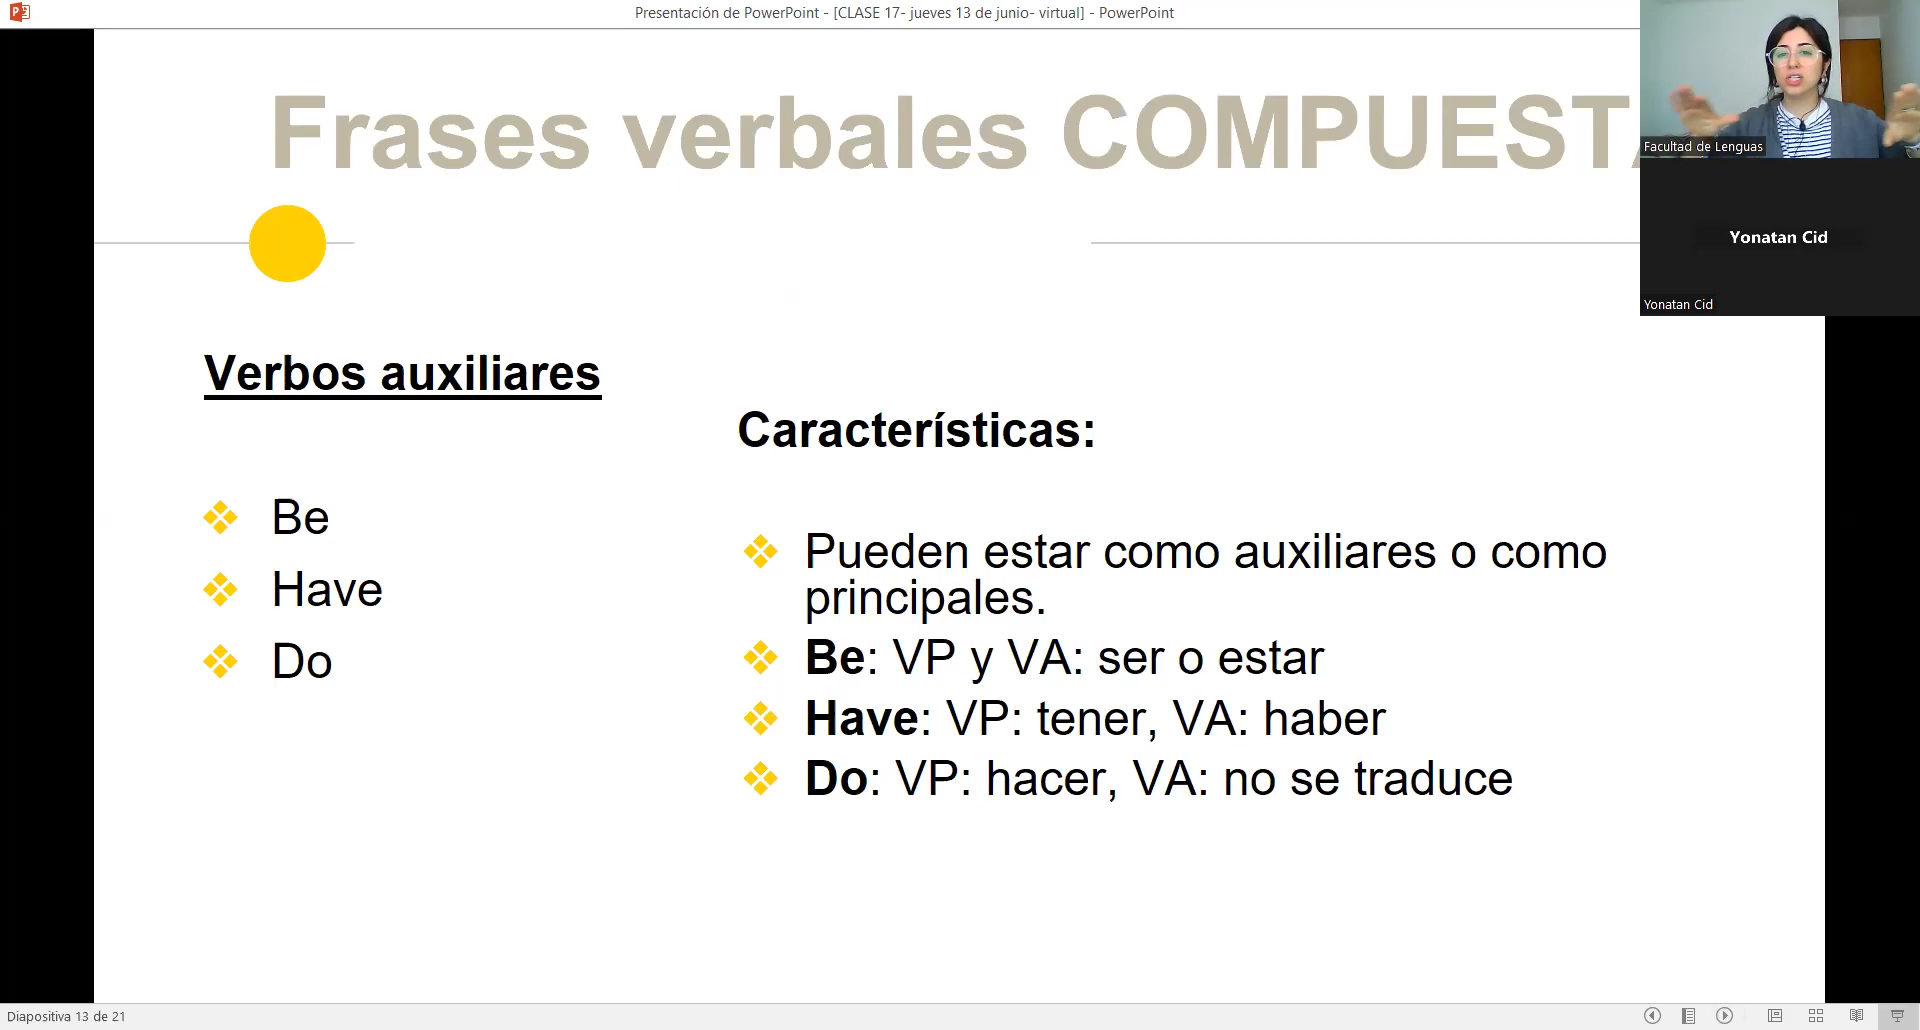 Presentación de PowerPoint - [CLASE 17- jueves 13 de junio- virtual] - PowerPoint
Frases verbales COMPUESTA
Facultad de Lenguas
Yonatan Cid
Yonatan Cid
Verbos auxiliares
Be
Have
Do
Características:
Pueden estar como auxiliares o como
principales.
Be: VP y VA: ser o estar
Have: VP: tener, VA: haber
Do: VP: hacer, VA: no se traduce
Diapositiva 13 de 21